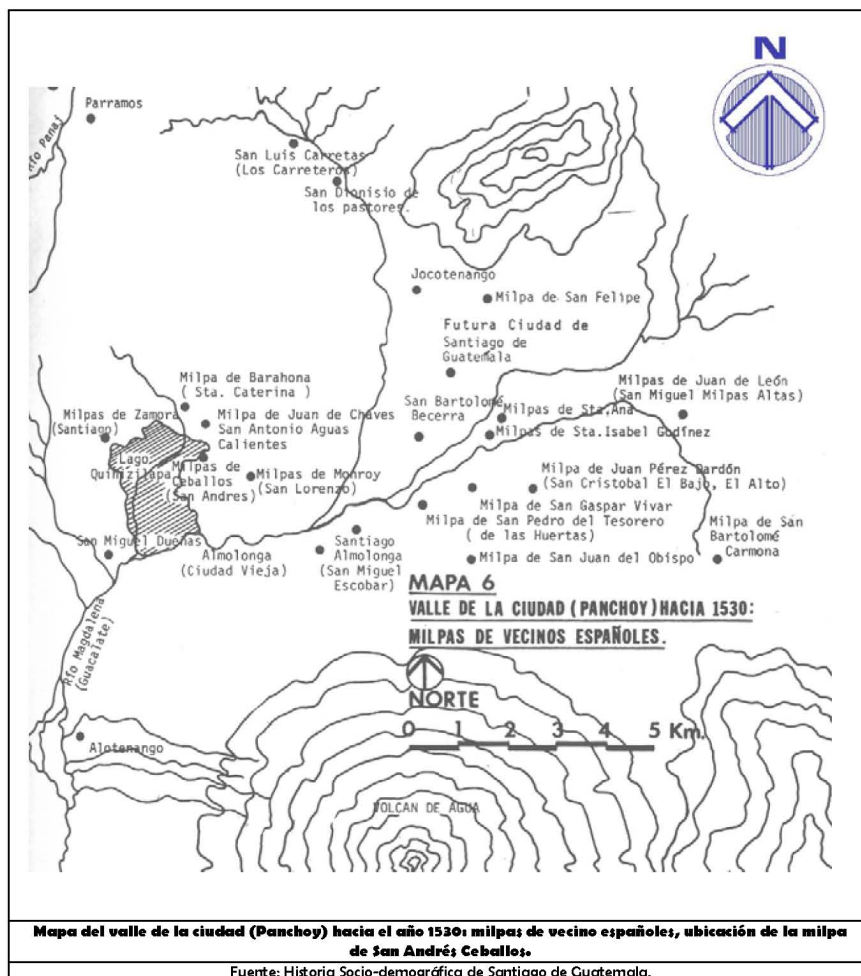 N
Parramos
Río Panaj
San Luis Carretas
(Los Carreteros)
San Dionisio de
los pastores.
Jocotenango
Milpa de San Felipe
Futura Ciudad de
Santiago de
Guatemala
Milpa de Barahona
( Sta. Caterina )
Milpas de Zamora
(Santiago)
Milpa de Juan de Chaves
San Antonio Aguas
Calientes
San Bartolomé
Becerra
Milpas de Juan de León
(San Miguel Milpas Altas)
Milpas de Sta.Ana
Milpas de Sta.Isabel Godínez
Lago
Quinizilapa
Milpas de
Ceballos
(San Andres)
Milpas de Monroy
(San Lorenzo)
Milpa de Juan Pérez Dardón
(San Cristobal El Bajo, El Alto)
Milpa de San Gaspar Vivar
Milpa de San Pedro del Tesorero
( de las Huertas)
Milpa de San
Bartolomé
Carmona
San Miguel Dueñas
Almolonga
(Ciudad Vieja)
Santiago
Almolonga
(San Miguel
Escobar)
Milpa de San Juan del Obispo
MAPA 6
VALLE DE LA CIUDAD (PANCHOY) HACIA 1530:
MILPAS DE VECINOS ESPAÑOLES.
Río Magdalena
(Guacalate)
NORTE
0 1 2 3 4 5 Km.
Alotenango
VOLCAN DE AGUA
Mapa del valle de la ciudad (Panchoy) hacia el año 1530: milpas de vecino españoles, ubicación de la milpa
de San Andrés Ceballos.
Fuente: Historia Socio-demográfica de Santiago de Guatemala.